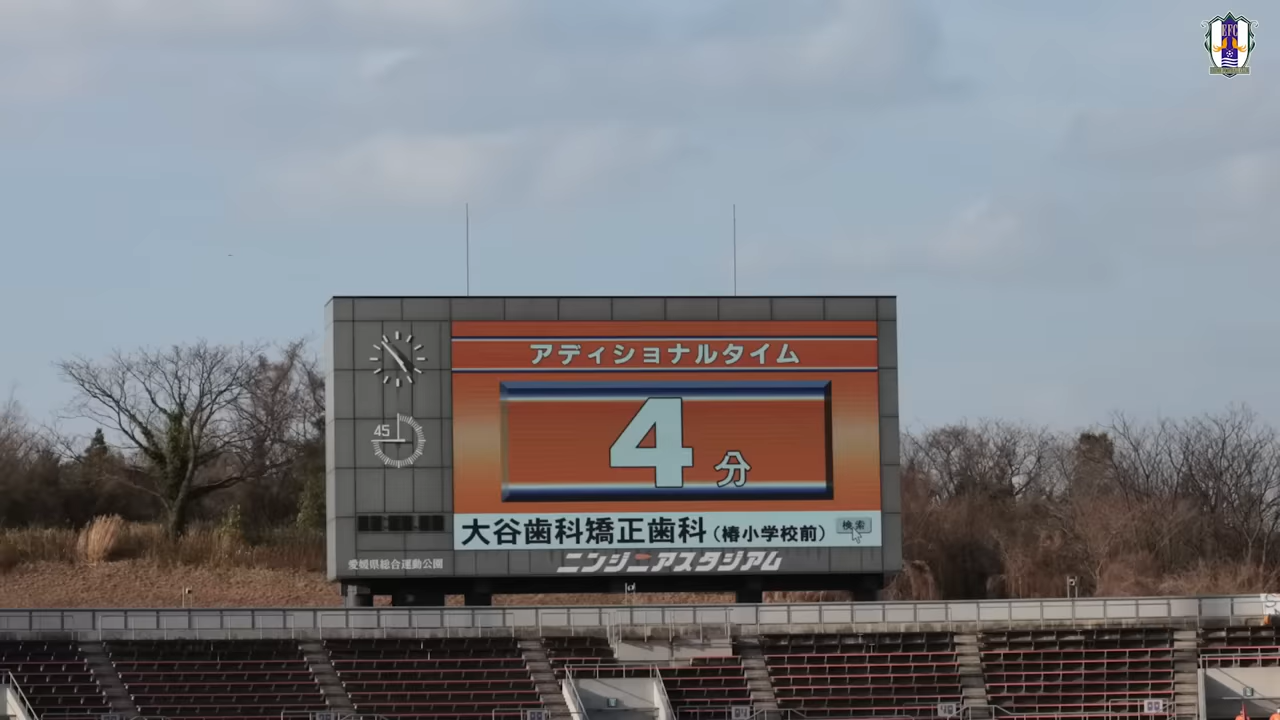 EFC
アディショナルタイム
45
4分
大谷歯科矯正歯科(椿小学校前) 検索
愛媛県総合運動公園
ニンジニアスタジアム